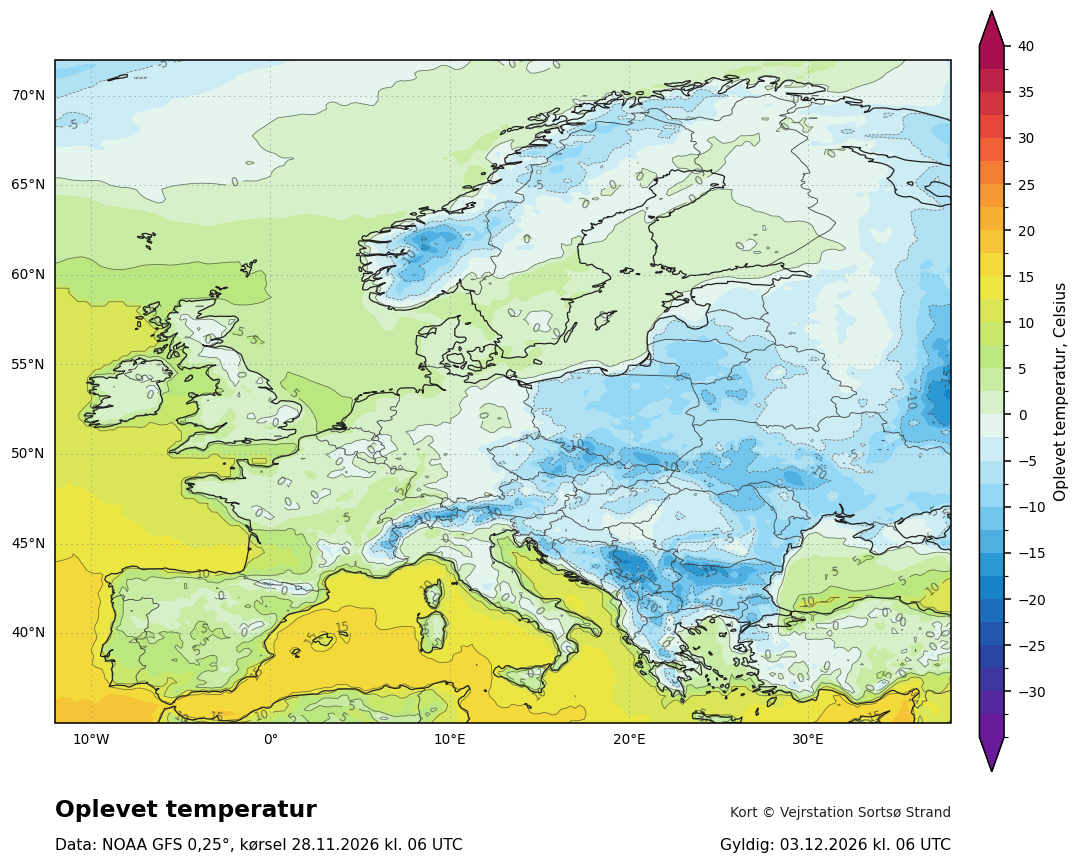 40
35
30
25
20
15
10
5
0
−5
−10
−15
−20
−25
−30
Oplevet temperatur, Celsius
70°N
65°N
60°N
55°N
50°N
45°N
40°N
10°W
0°
10°E
20°E
30°E
Oplevet temperatur
Kort © Vejrstation Sortsø Strand
Data: NOAA GFS 0,25°, kørsel 28.11.2026 kl. 06 UTC
Gyldig: 03.12.2026 kl. 06 UTC